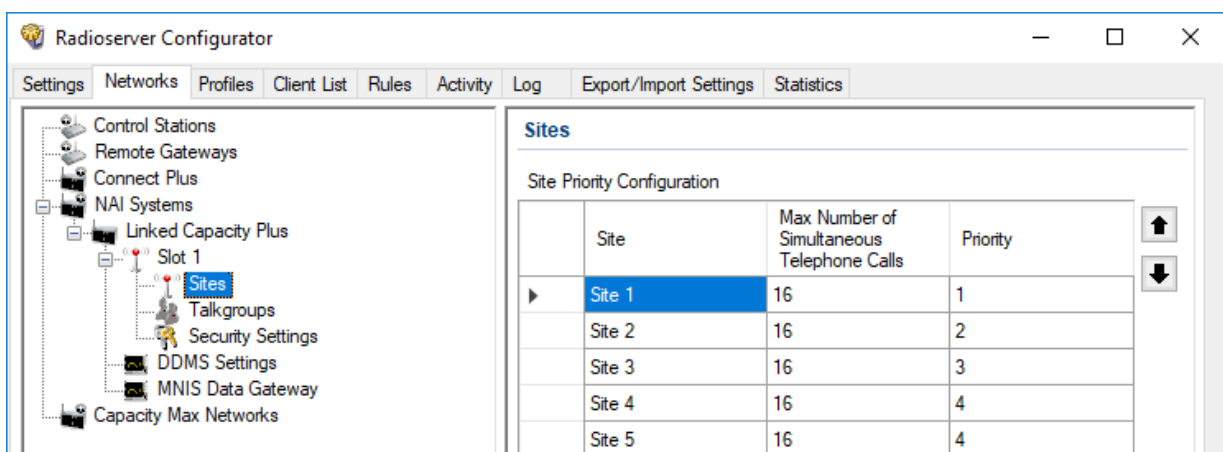 Radioserver Configurator
Settings Networks Profiles Client List Rules Activity Log Export/Import Settings Statistics
Control Stations
Remote Gateways
Connect Plus
NAI Systems
Linked Capacity Plus
Slot 1
Sites
Talkgroups
Security Settings
DDMS Settings
MNIS Data Gateway
Capacity Max Networks
Sites
Site Priority Configuration
Site
Max Number of
Simultaneous
Telephone Calls
Priority
Site 1 16 1
Site 2 16 2
Site 3 16 3
Site 4 16 4
Site 5 16 4